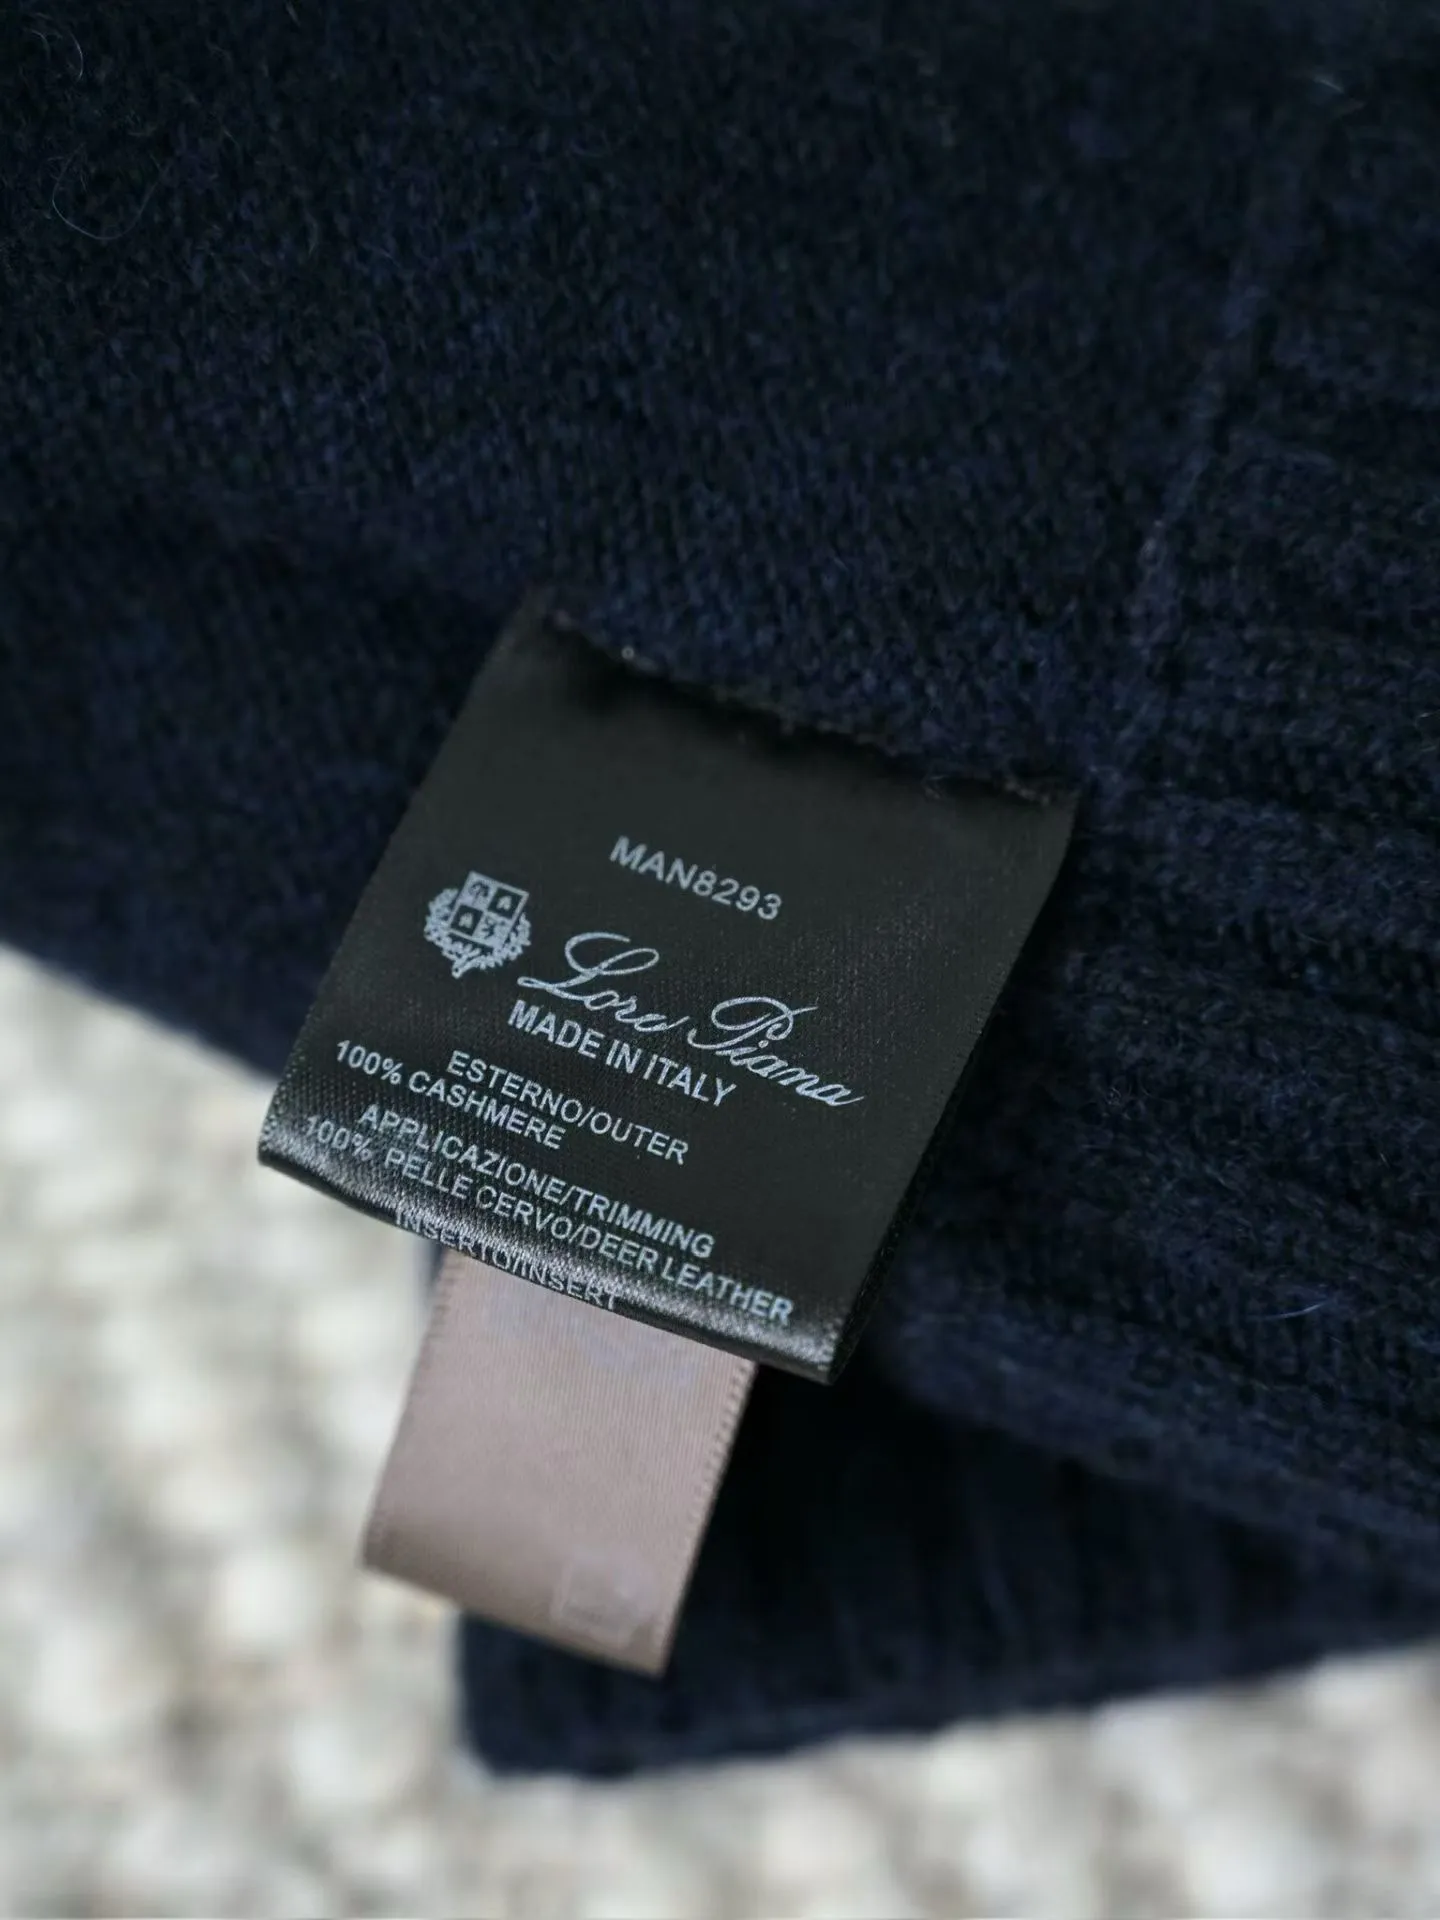 MAN8293
Loro Piana
MADE IN ITALY
ESTERNO/OUTER
100% CASHMERE
APPLICAZIONE/TRIMMING
100% PELLE CERVO/DEER LEATHER
INSERTO/INSERT